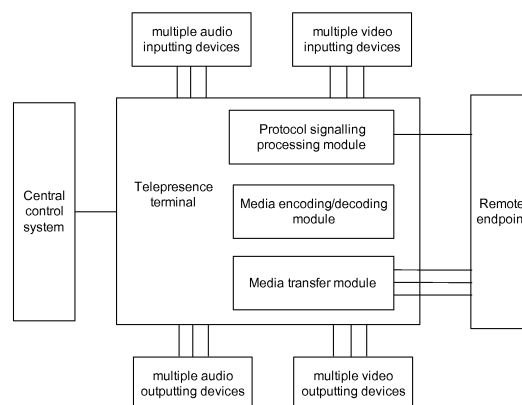 multiple audio
inputting devices
multiple video
inputting devices
Protocol signalling
processing module
Telepresence
terminal
Media encoding/decoding
module
Media transfer module
Central
control
system
Remote
endpoint
multiple audio
outputting devices
multiple video
outputting devices